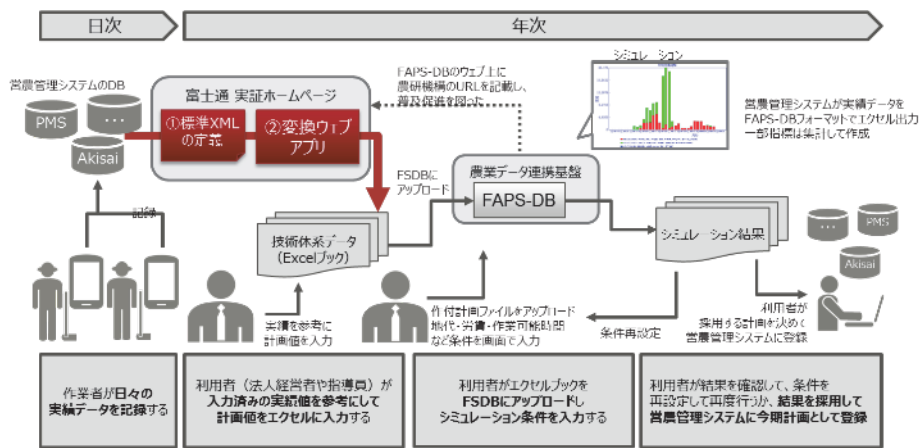 日次
年次
営農管理システムのDB
PMS
…
Akisai
富士通 実証ホームページ
①標準XML
の定義
②変換ウェブ
アプリ
FAPS-DBのウェブ上に
農研機構のURLを記載し、
普及促進を図った
シミュレーション
営農管理システムが実績データを
FAPS-DBフォーマットでエクセル出力
一部指標は集計して作成
FSDBに
アップロード
農業データ連携基盤
FAPS-DB
記録
技術体系データ
(Excelブック)
シミュレーション結果
…
PMS
Akisai
実績を参考に
計画値を入力
作付計画ファイルをアップロード
地代・労賃・作業可能時間
など条件を画面で入力
条件再設定
利用者が
採用する計画を決めて
営農管理システムに登録
作業者が日々の
実績データを記録する
利用者（法人経営者や指導員）が
入力済みの実績値を参考にして
計画値をエクセルに入力する
利用者がエクセルブックを
FSDBにアップロードし
シミュレーション条件を入力する
利用者が結果を確認して、条件を
再設定して再度行うか、結果を採用して
営農管理システムに今期計画として登録